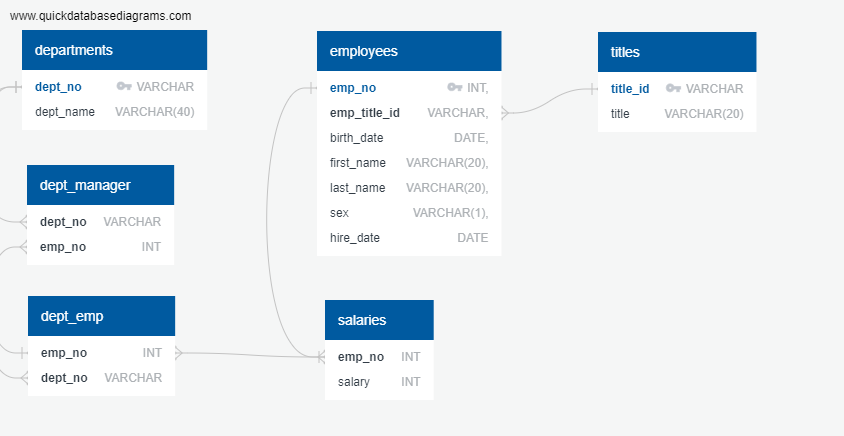 www.quickdatabasediagrams.com
departments
dept_no VARCHAR
dept_name VARCHAR(40)
employees
emp_no INT,
emp_title_id VARCHAR,
birth_date DATE,
first_name VARCHAR(20),
last_name VARCHAR(20),
sex VARCHAR(1),
hire_date DATE
titles
title_id VARCHAR
title VARCHAR(20)
dept_manager
dept_no VARCHAR
emp_no INT
dept_emp
emp_no INT
dept_no VARCHAR
salaries
emp_no INT
salary INT